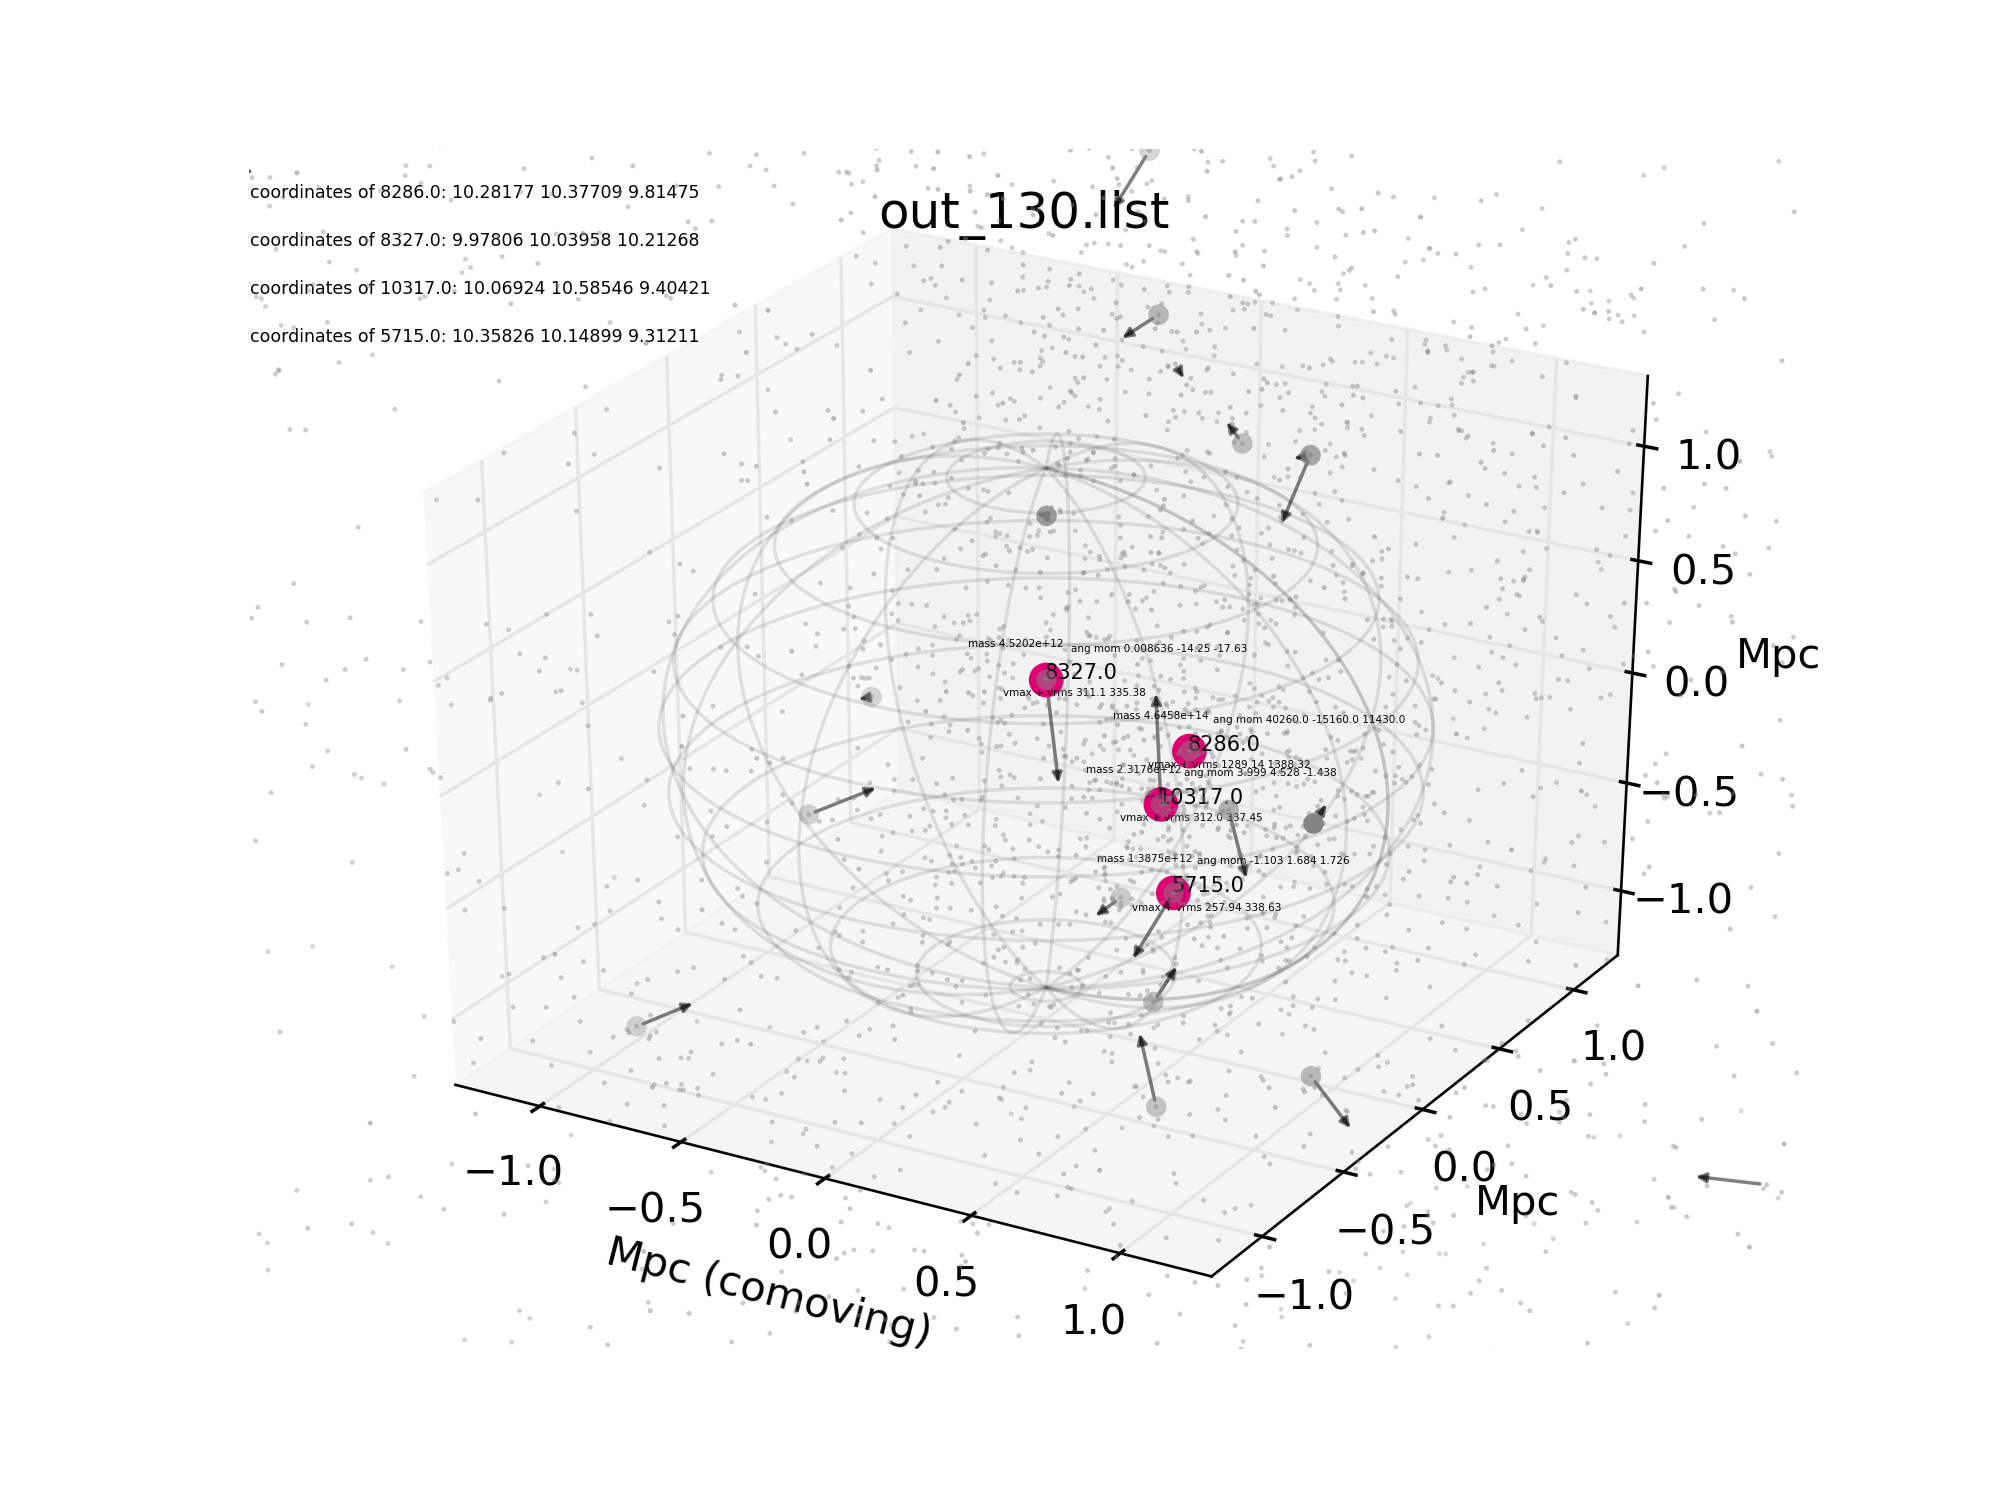 coordinates of 8286.0: 10.28177 10.37709 9.81475
out_130.list
coordinates of 8327.0: 9.97806 10.03958 10.21268
coordinates of 10317.0: 10.06924 10.58546 9.40421
coordinates of 5715.0: 10.35826 10.14899 9.31211
1.0
0.5
Mpc
0.0
−0.5
−1.0
mass 4.5202e+12
ang mom 0.008636 -14.25 -17.63
8327.0
vmax + vrms 311.1 335.38
mass 4.6458e+14
ang mom 40260.0 -15160.0 11430.0
8286.0
vmax + vrms 1289.14 1388.32
mass 2.3176e+12
ang mom 3.999 4.528 -1.438
10317.0
vmax + vrms 312.0 337.45
mass 1.3875e+12
ang mom -1.103 1.684 1.726
5715.0
vmax + vrms 257.94 338.63
1.0
0.5
0.0
Mpc
−0.5
−1.0
−1.0
−0.5
0.0
0.5
1.0
Mpc (comoving)